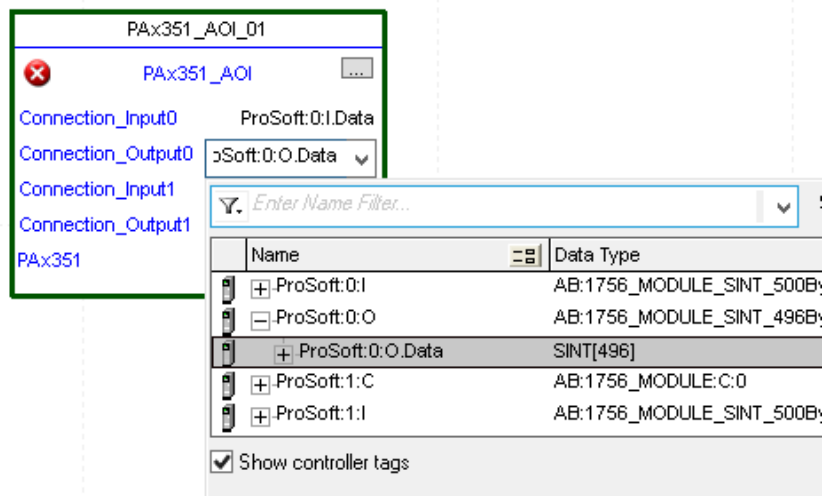 PAx351_AOI_01
PAx351_AOI
...
Connection_Input0 ProSoft:0:I.Data
Connection_Output0 oSoft:0:O.Data
Connection_Input1
Connection_Output1
PAx351
Enter Name Filter...
Name Data Type
ProSoft:0:I AB:1756_MODULE_SINT_500By
ProSoft:0:O AB:1756_MODULE_SINT_496By
ProSoft:0:O.Data SINT[496]
ProSoft:1:C AB:1756_MODULE:C:0
ProSoft:1:I AB:1756_MODULE_SINT_500By
Show controller tags